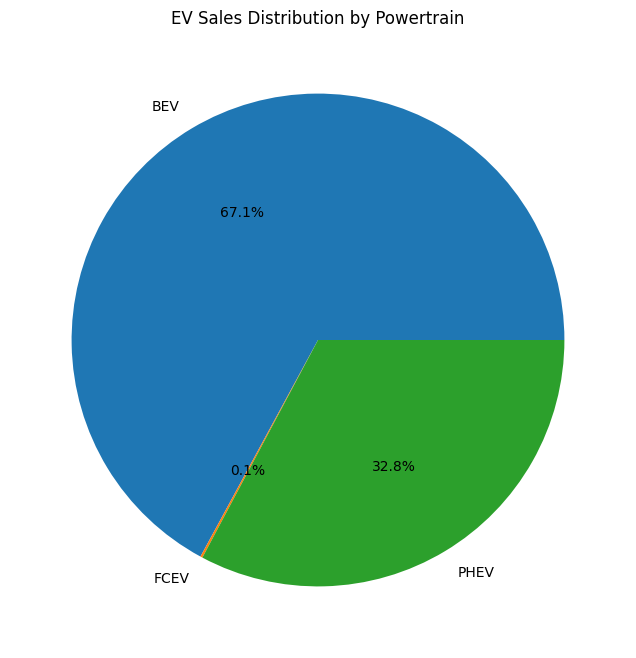 EV Sales Distribution by Powertrain
BEV
67.1%
0.1%
32.8%
FCEV
PHEV